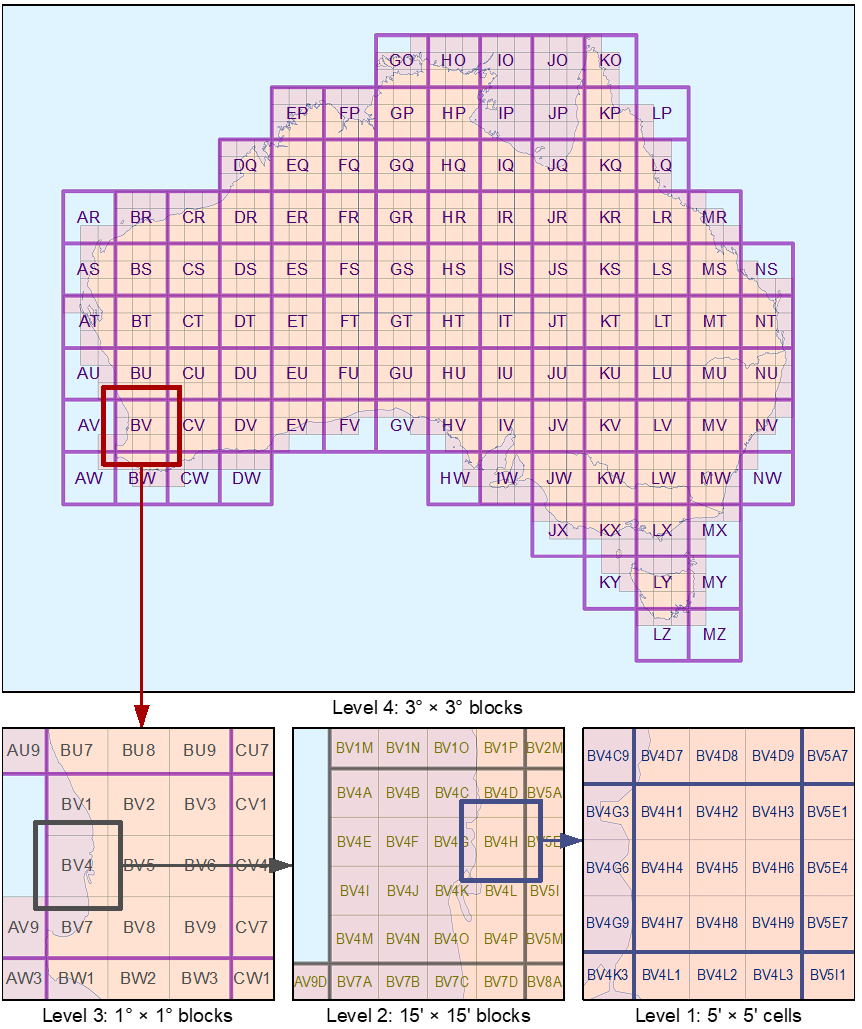 GO HO IO JO KO
EP FP GP HP IP JP KP LP
DQ EQ FQ GQ HQ IQ JQ KQ LQ
AR BR CR DR ER FR GR HR IR JR KR LR MR
AS BS CS DS ES FS GS HS IS JS KS LS MS NS
AT BT CT DT ET FT GT HT IT JT KT LT MT NT
AU BU CU DU EU FU GU HU IU JU KU LU MU NU
AV BV CV DV EV FV GV HV IV JV KV LV MV NV
AW BW CW DW HW IW JW KW LW MW NW
JX KX LX MX
KY LY MY
LZ MZ
Level 4: 3° × 3° blocks
AU9 BU7 BU8 BU9 CU7
BV1 BV2 BV3 CV1
BV4 BV5 BV6 CV4
AV9 BV7 BV8 BV9 CV7
AW3 BW1 BW2 BW3 CW1
Level 3: 1° × 1° blocks
BV1M BV1N BV1O BV1P BV2M
BV4A BV4B BV4C BV4D BV5A
BV4E BV4F BV4G BV4H BV5E
BV4I BV4J BV4K BV4L BV5I
BV4M BV4N BV4O BV4P BV5M
AV9D BV7A BV7B BV7C BV7D BV8A
Level 2: 15' × 15' blocks
BV4C9 BV4D7 BV4D8 BV4D9 BV5A7
BV4G3 BV4H1 BV4H2 BV4H3 BV5E1
BV4G6 BV4H4 BV4H5 BV4H6 BV5E4
BV4G9 BV4H7 BV4H8 BV4H9 BV5E7
BV4K3 BV4L1 BV4L2 BV4L3 BV5I1
Level 1: 5' × 5' cells